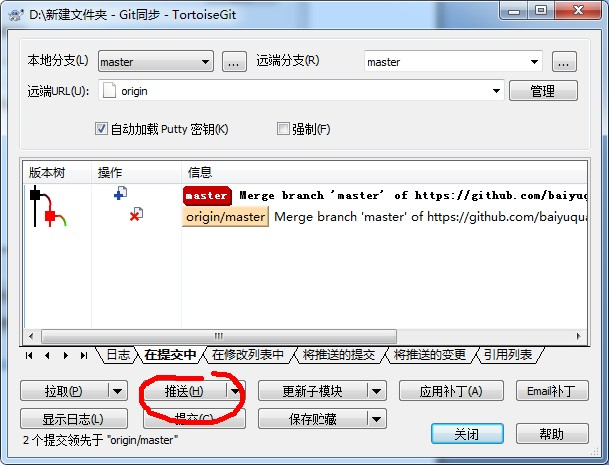 D:\新建文件夹 - Git同步 - TortoiseGit
本地分支(L) master ... 远端分支(R) master ...
远端URL(U): origin 管理
自动加载 Putty 密钥(K) 强制(F)
版本树 操作 信息
master Merge branch 'master' of https://github.com/baiyuqua
origin/master Merge branch 'master' of https://github.com/baiyuqua
日志 在提交中 在修改列表中 将推送的提交 将推送的变更 引用列表
拉取(P) 推送(H) 更新子模块 应用补丁(A) Email补丁
显示日志(L) 提交(C) 保存贮藏
2 个提交领先于 "origin/master" 关闭 帮助